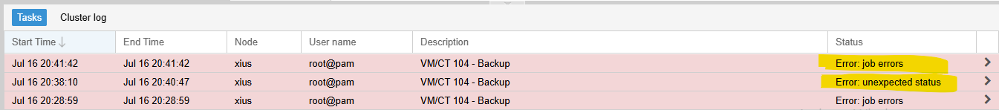 Tasks Cluster log
Start Time End Time Node User name Description Status
Jul 16 20:41:42 Jul 16 20:41:42 xius root@pam VM/CT 104 - Backup Error: job errors
Jul 16 20:38:10 Jul 16 20:40:47 xius root@pam VM/CT 104 - Backup Error: unexpected status
Jul 16 20:28:59 Jul 16 20:28:59 xius root@pam VM/CT 104 - Backup Error: job errors